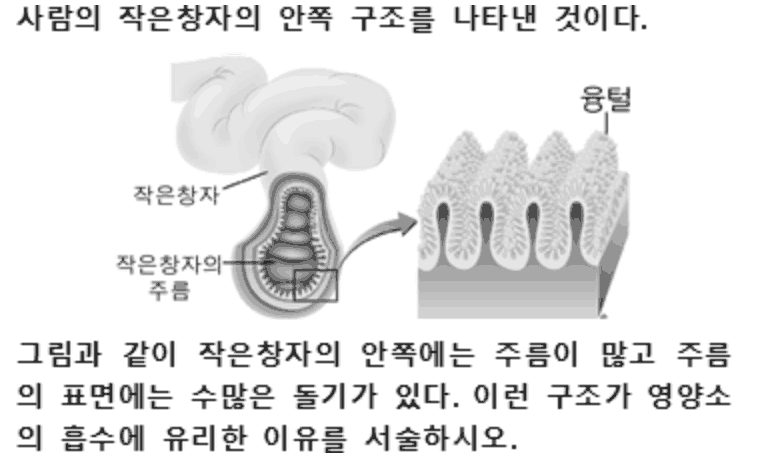 사람의 작은창자의 안쪽 구조를 나타낸 것이다.
융털
작은창자
작은창자의
주름
그림과 같이 작은창자의 안쪽에는 주름이 많고 주름
의 표면에는 수많은 돌기가 있다. 이런 구조가 영양소
의 흡수에 유리한 이유를 서술하시오.